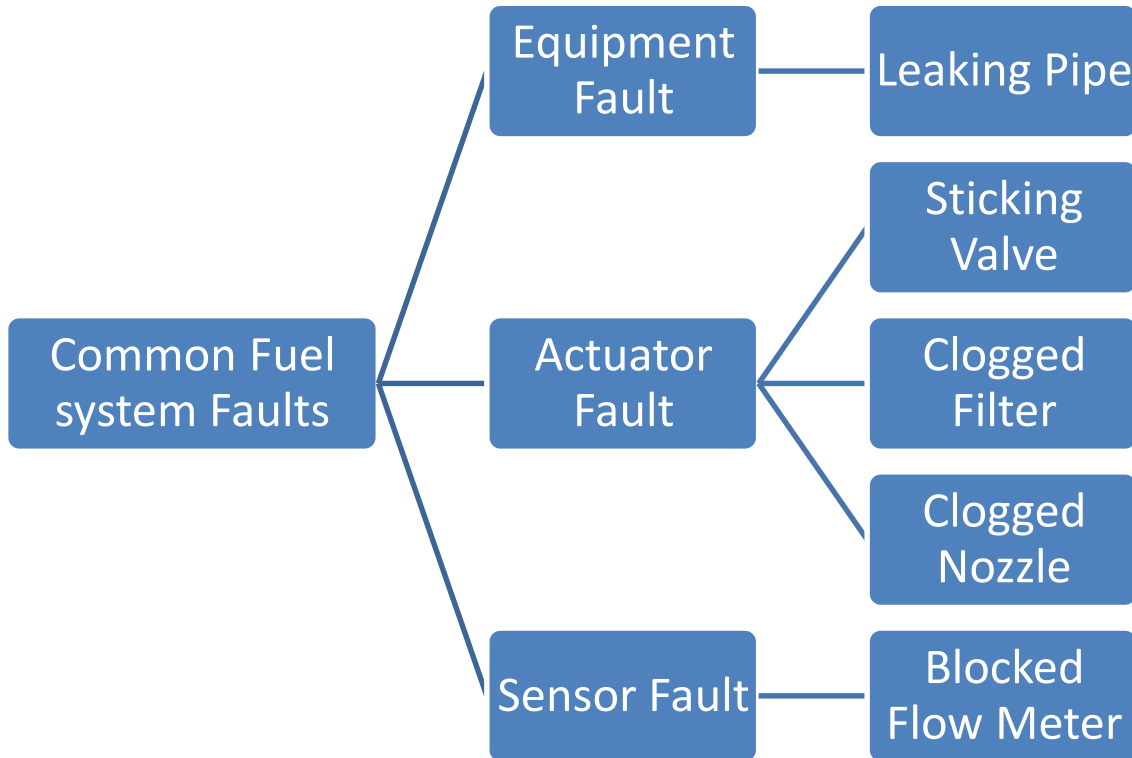 Equipment
Fault
Leaking Pipe
Sticking
Valve
Common Fuel
system Faults
Actuator
Fault
Clogged
Filter
Clogged
Nozzle
Sensor Fault
Blocked
Flow Meter